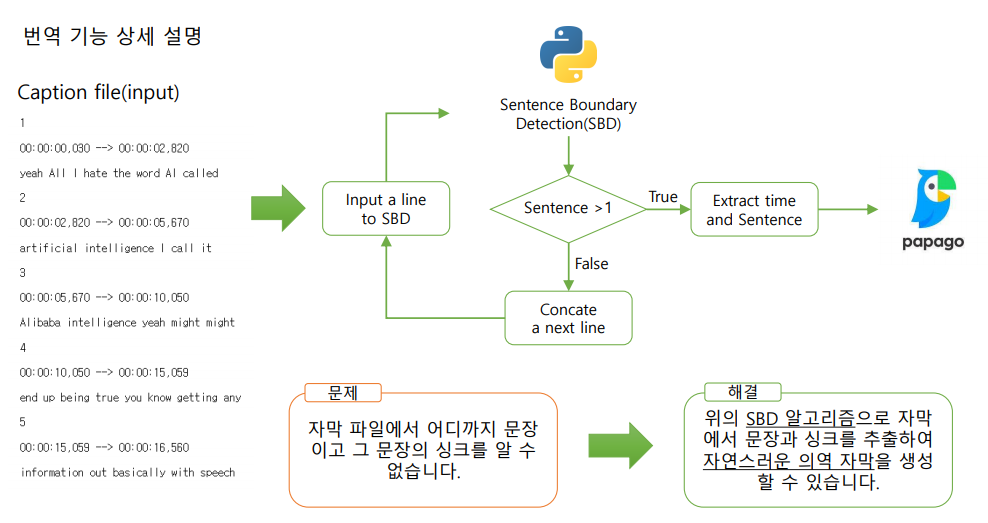 번역 기능 상세 설명
Caption file(input)
1
00:00:00,030 --> 00:00:02,820
yeah All I hate the word AI called
2
00:00:02,820 --> 00:00:05,670
artificial intelligence I call it
3
00:00:05,670 --> 00:00:10,050
Alibaba intelligence yeah might might
4
00:00:10,050 --> 00:00:15,059
end up being true you know getting any
5
00:00:15,059 --> 00:00:16,560
information out basically with speech
Input a line
to SBD
Sentence Boundary
Detection(SBD)
Sentence >1
True
False
Extract time
and Sentence
Concate
a next line
papago
문제
자막 파일에서 어디까지 문장
이고 그 문장의 싱크를 알 수
없습니다.
해결
위의 SBD 알고리즘으로 자막
에서 문장과 싱크를 추출하여
자연스러운 의역 자막을 생성
할 수 있습니다.